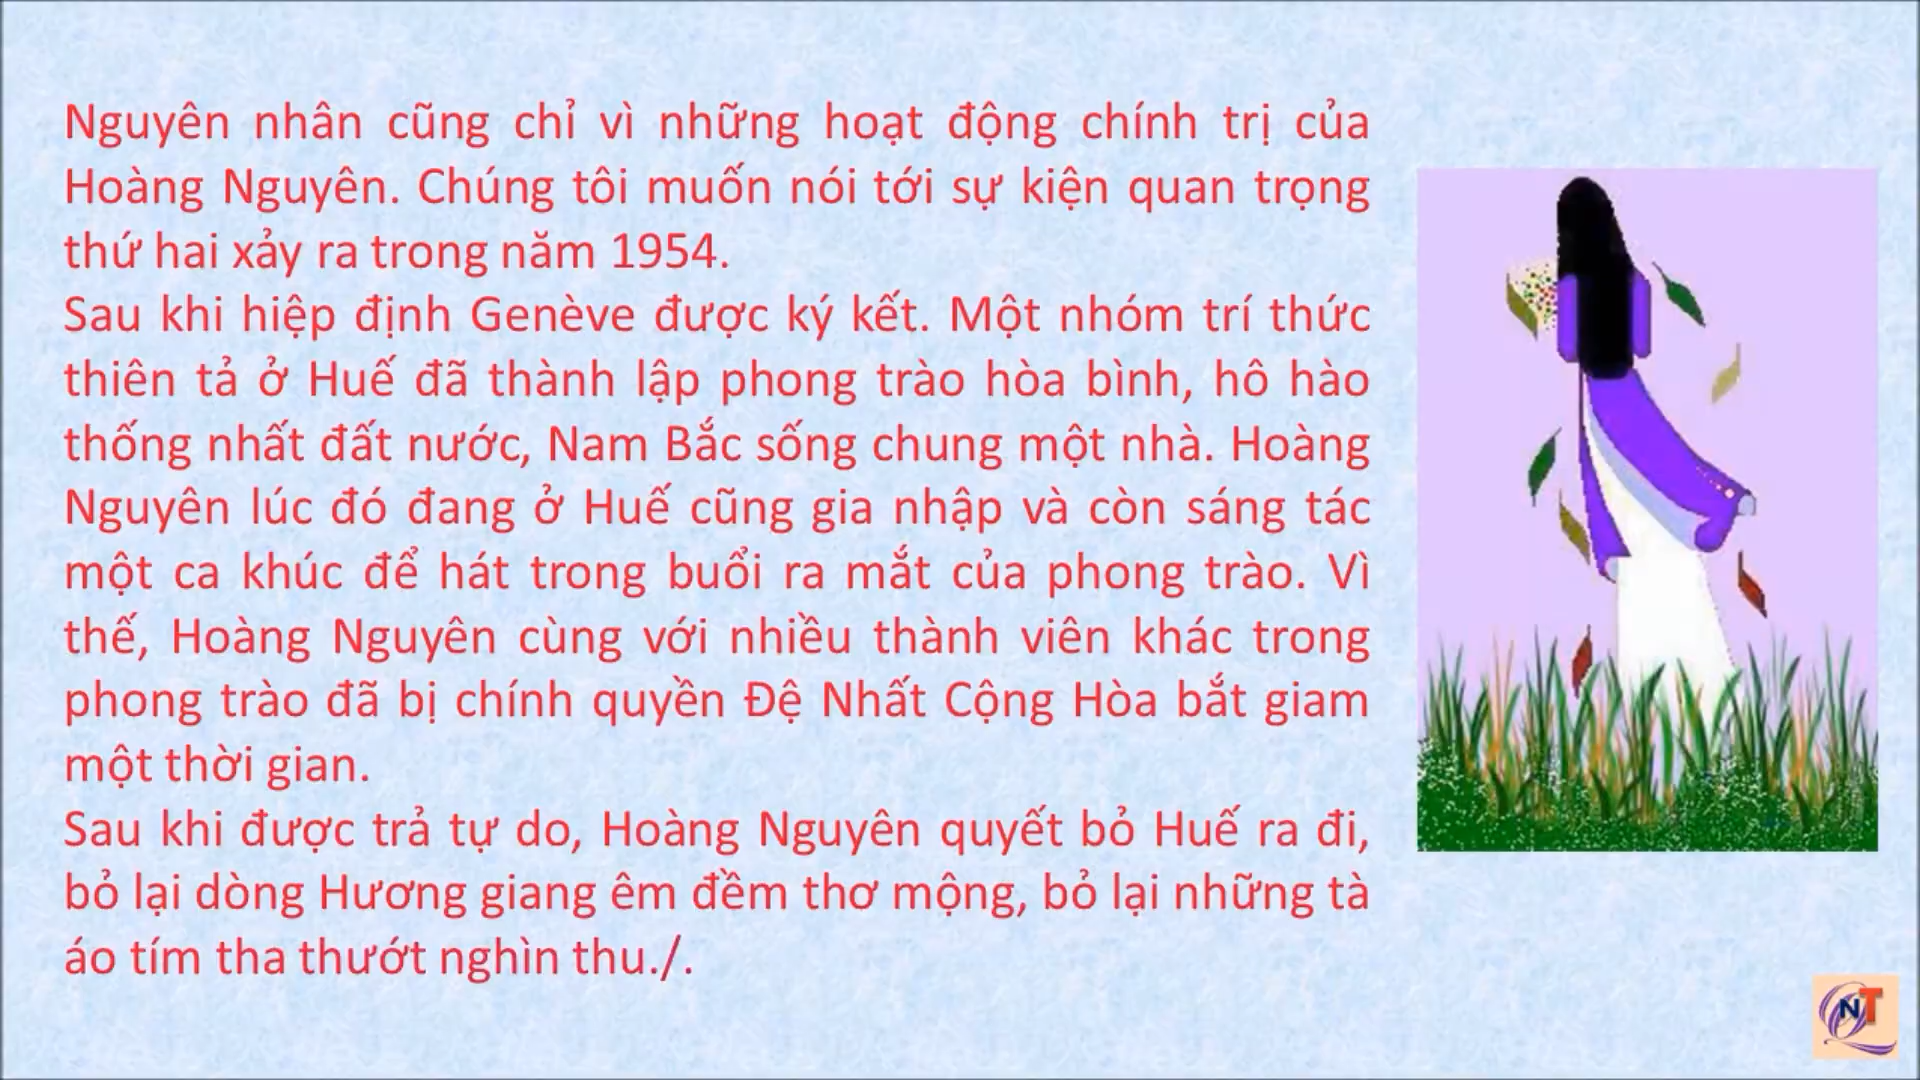 Nguyên nhân cũng chỉ vì những hoạt động chính trị của
Hoàng Nguyên. Chúng tôi muốn nói tới sự kiện quan trọng
thứ hai xảy ra trong năm 1954.
Sau khi hiệp định Genève được ký kết. Một nhóm trí thức
thiên tả ở Huế đã thành lập phong trào hòa bình, hô hào
thống nhất đất nước, Nam Bắc sống chung một nhà. Hoàng
Nguyên lúc đó đang ở Huế cũng gia nhập và còn sáng tác
một ca khúc để hát trong buổi ra mắt của phong trào. Vì
thế, Hoàng Nguyên cùng với nhiều thành viên khác trong
phong trào đã bị chính quyền Đệ Nhất Cộng Hòa bắt giam
một thời gian.
Sau khi được trả tự do, Hoàng Nguyên quyết bỏ Huế ra đi,
bỏ lại dòng Hương giang êm đềm thơ mộng, bỏ lại những tà
áo tím tha thướt nghìn thu./.
NT